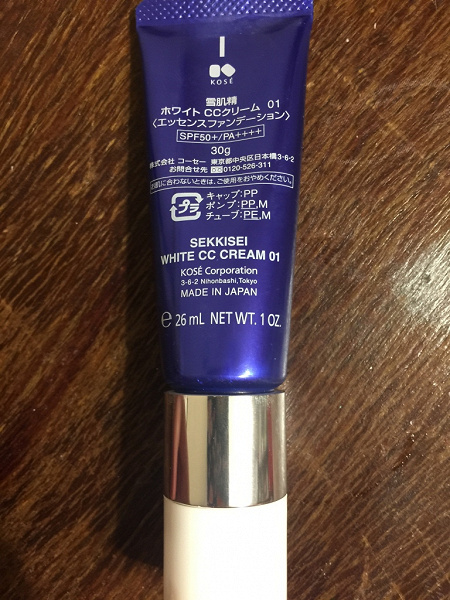 KOSÉ
雪肌精
ホワイト CCクリーム 01
〈エッセンスファンデーション〉
SPF50+/PA++++
30g
株式会社 コーセー 東京都中央区日本橋3-6-2
お問合せ先 0120-526-311
お肌に合わないときは、ご使用をおやめください。
プラ
キャップ:PP
ポンプ:PP,M
チューブ:PE,M
SEKKISEI
WHITE CC CREAM 01
KOSÉ Corporation
3-6-2 Nihonbashi,Tokyo
MADE IN JAPAN
℮ 26 mL NET WT. 1 OZ.